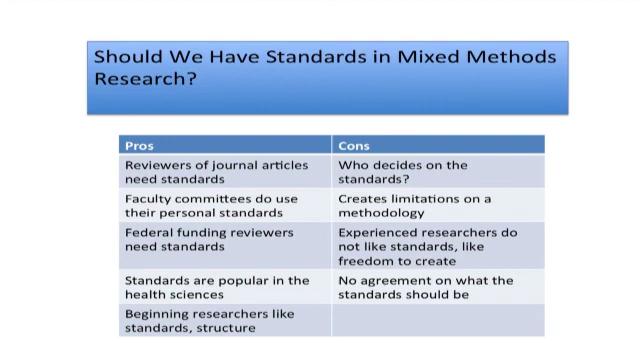 Should We Have Standards in Mixed Methods
Research?
Pros
Cons
Reviewers of journal articles
need standards
Who decides on the
standards?
Faculty committees do use
their personal standards
Creates limitations on a
methodology
Federal funding reviewers
need standards
Experienced researchers do
not like standards, like
freedom to create
Standards are popular in the
health sciences
No agreement on what the
standards should be
Beginning researchers like
standards, structure